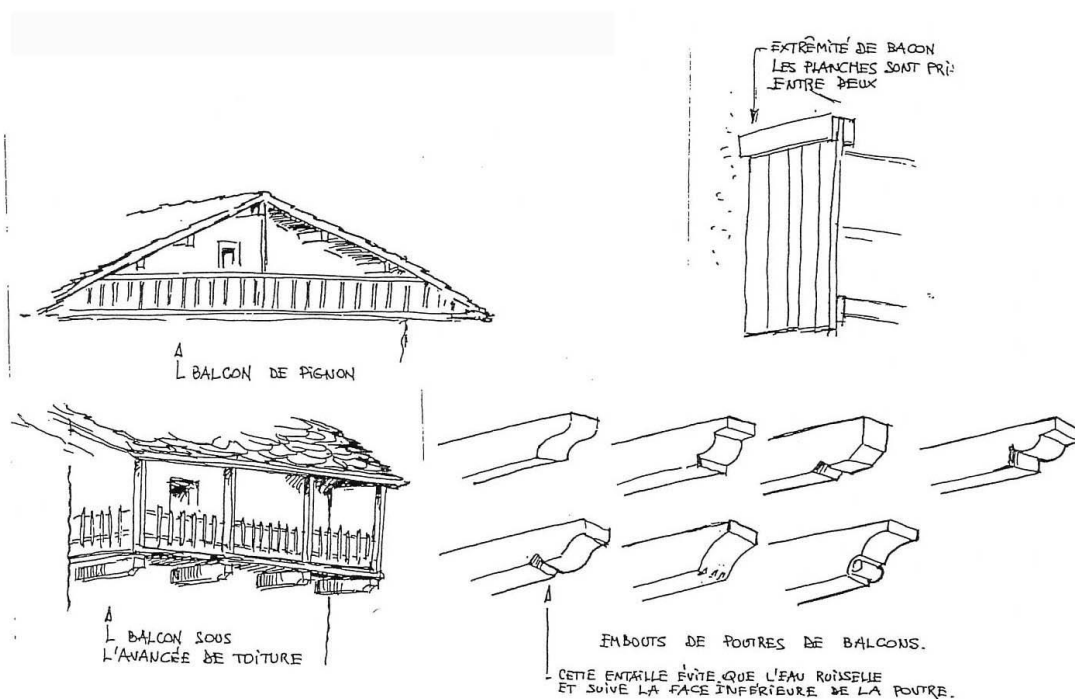 EXTRÊMITÉ DE BACON
LES PLANCHES SONT PRI
ENTRE DEUX
BALCON DE PIGNON
BALCON SOUS
L'AVANCÉE DE TOITURE
EMBOUTS DE POUTRES DE BALCONS.
CETTE ENTAILLE ÉVITE QUE L'EAU RUISSELLE
ET SUIVE LA FACE INFÉRIEURE DE LA POUTRE.